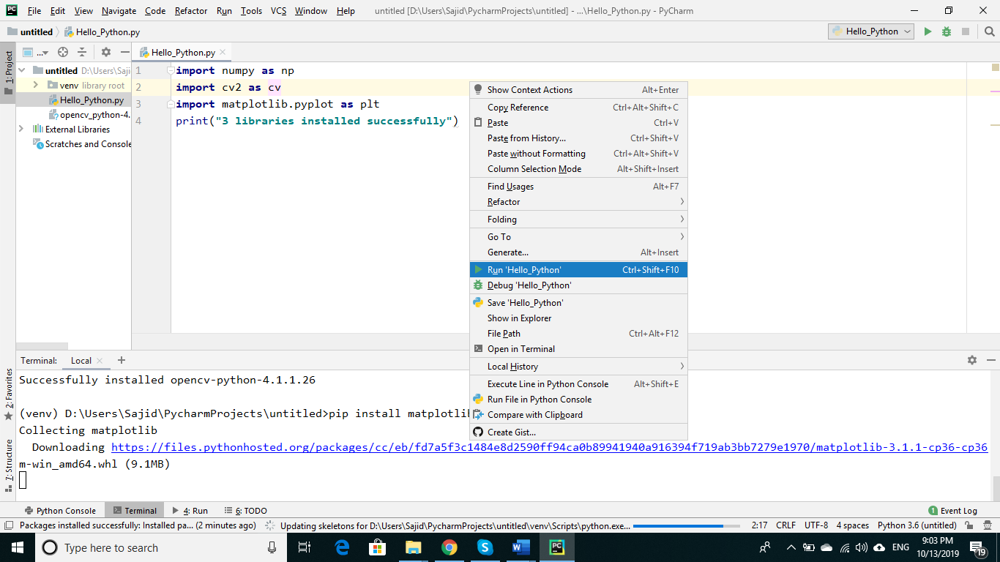 PC File Edit View Navigate Code Refactor Run Tools VCS Window Help untitled [D:\Users\Sajid\PycharmProjects\untitled] - ...\Hello_Python.py - PyCharm
untitled Hello_Python.py Hello_Python
1: Project
... Hello_Python.py
untitled D:\Users\Saji
venv library root
Hello_Python.py
opencv_python-4.
External Libraries
Scratches and Console
1 import numpy as np
2 import cv2 as cv
3 import matplotlib.pyplot as plt
4 print("3 libraries installed successfully")
Show Context Actions Alt+Enter
Copy Reference Ctrl+Alt+Shift+C
Paste Ctrl+V
Paste from History... Ctrl+Shift+V
Paste without Formatting Ctrl+Alt+Shift+V
Column Selection Mode Alt+Shift+Insert
Find Usages Alt+F7
Refactor
Folding
Go To
Generate... Alt+Insert
Run 'Hello_Python' Ctrl+Shift+F10
Debug 'Hello_Python'
Save 'Hello_Python'
Show in Explorer
File Path Ctrl+Alt+F12
Open in Terminal
Local History
Execute Line in Python Console Alt+Shift+E
Run File in Python Console
Compare with Clipboard
Create Gist...
2: Favorites
7: Structure
Terminal: Local +
Successfully installed opencv-python-4.1.1.26
(venv) D:\Users\Sajid\PycharmProjects\untitled>pip install matplotlib
Collecting matplotlib
Downloading https://files.pythonhosted.org/packages/cc/eb/fd7a5f3c1484e8d2590ff94ca0b89941940a916394f719ab3bb7279e1970/matplotlib-3.1.1-cp36-cp36
m-win_amd64.whl (9.1MB)
Python Console Terminal 4: Run 6: TODO 1 Event Log
Packages installed successfully: Installed pa... (2 minutes ago) Updating skeletons for D:\Users\Sajid\PycharmProjects\untitled\venv\Scripts\python.exe... 2:17 CRLF UTF-8 4 spaces Python 3.6 (untitled)
Type here to search ENG 9:03 PM
10/13/2019 19